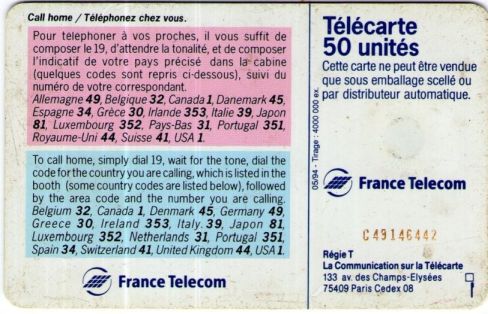 Call home / Téléphonez chez vous.
Pour telephoner à vos proches, il vous suffit de
composer le 19, d'attendre la tonalité, et de composer
l'indicatif de votre pays précisé dans la cabine
(quelques codes sont repris ci-dessous), suivi du
numéro de votre correspondant.
Allemagne 49, Belgique 32, Canada 1, Danemark 45,
Espagne 34, Grèce 30, Irlande 353, Italie 39, Japon
81, Luxembourg 352, Pays-Bas 31, Portugal 351,
Royaume-Uni 44, Suisse 41, USA 1.
To call home, simply dial 19, wait for the tone, dial the
code for the country you are calling, which is listed in the
booth (some country codes are listed below), followed
by the area code and the number you are calling.
Belgium 32, Canada 1, Denmark 45, Germany 49,
Greece 30, Ireland 353, Italy 39, Japan 81,
Luxembourg 352, Netherlands 31, Portugal 351,
Spain 34, Switzerland 41, United Kingdom 44, USA 1.
France Telecom
05/94 - Tirage : 4000 000 ex.
Télécarte
50 unités
Cette carte ne peut être vendue
que sous emballage scellé ou
par distributeur automatique.
France Telecom
C49146442
Régie T
La Communication sur la Télécarte
133 av. des Champs-Elysées
75409 Paris Cedex 08